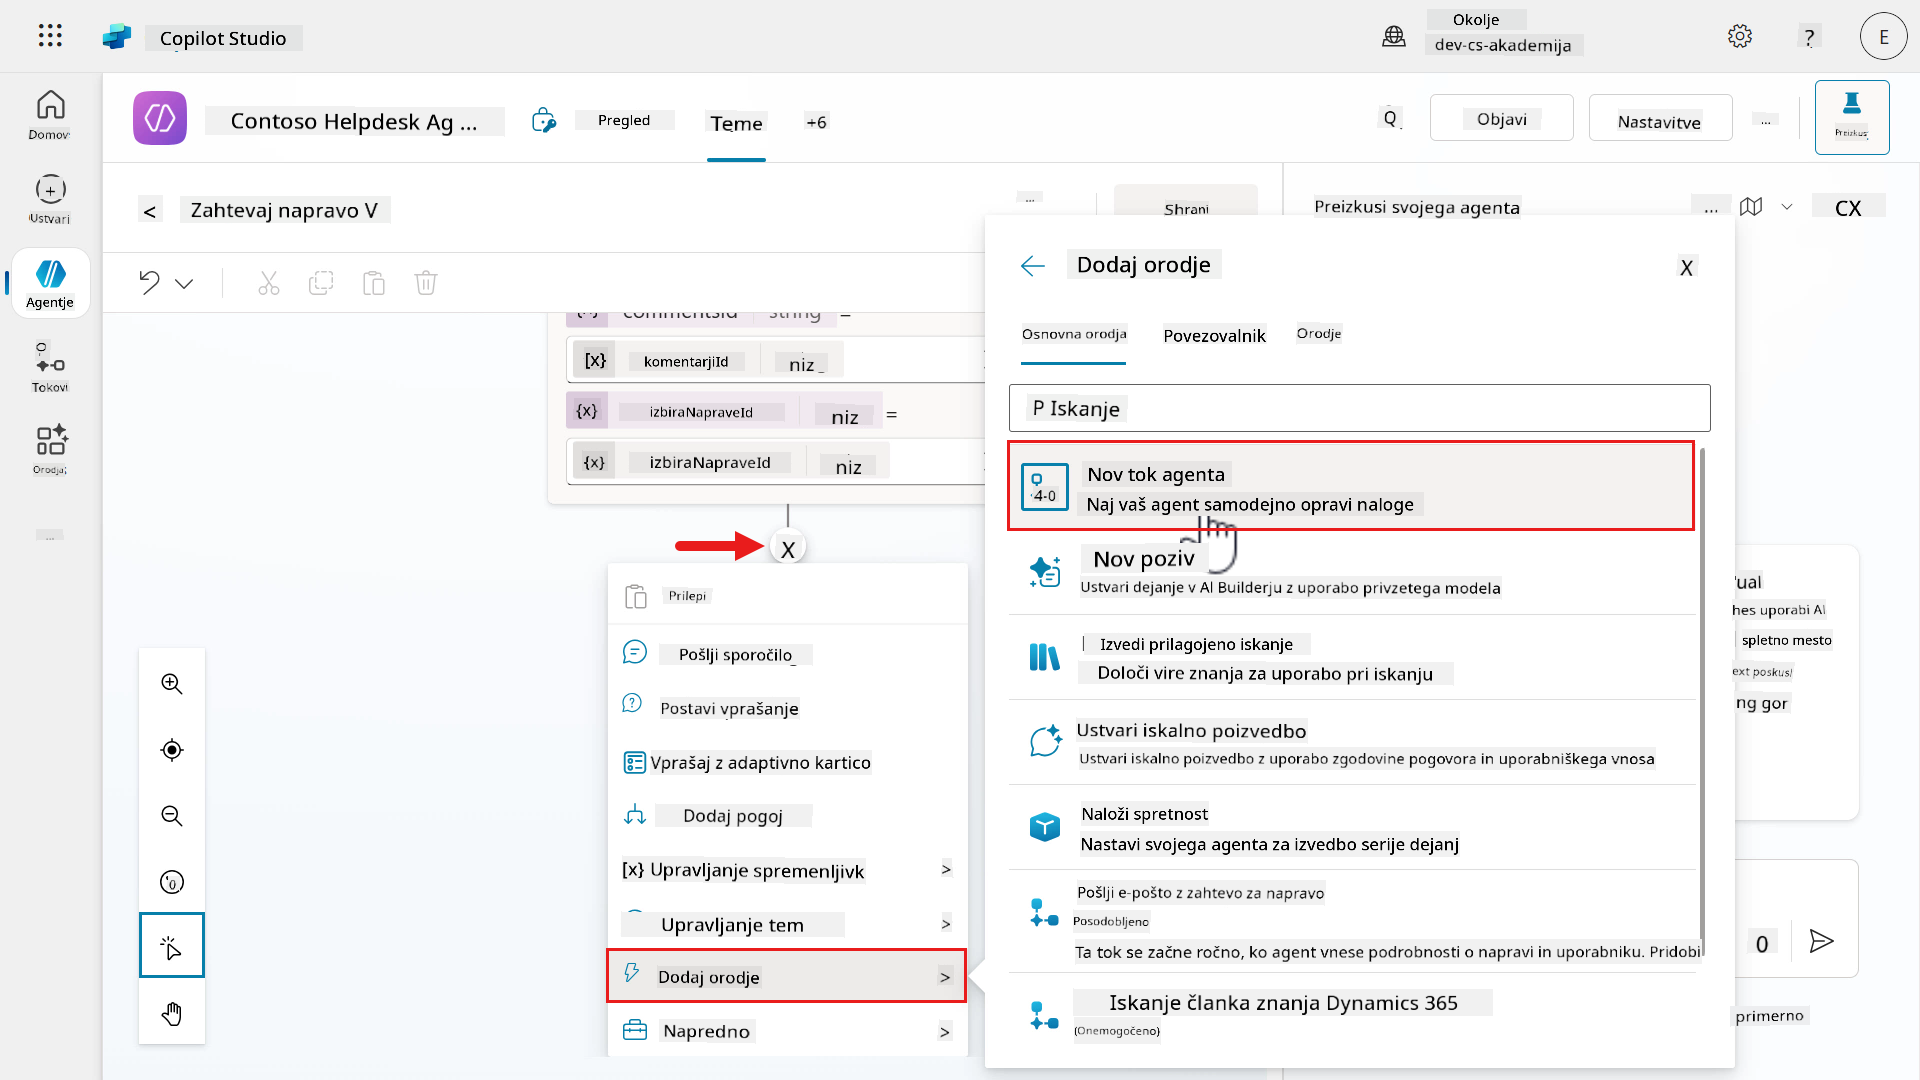 Copilot Studio
Okolje
dev-cs-akademija
?
E
Domov
Ustvari
Agentje
Tokovi
Orodja;
...
Contoso Helpdesk Ag ...
Pregled
Teme
+6
Q
Objavi
Nastavitve
...
Preizkusi
<
Zahtevaj napravo V
...
Shrani
Preizkusi svojega agenta
...
CX
commentsId
string
=
[x]
komentarjiId
niz
{x}
izbiraNapraveId
niz
=
{x}
izbiraNapraveId
niz
X
Prilepi
Pošlji sporočilo
Postavi vprašanje
Vprašaj z adaptivno kartico
Dodaj pogoj
[x] Upravljanje spremenljivk
>
Upravljanje tem
>
Dodaj orodje
>
Napredno
>
Dodaj orodje
X
Osnovna orodja
Povezovalnik
Orodje
P Iskanje
4-0
Nov tok agenta
Naj vaš agent samodejno opravi naloge
Nov poziv
Ustvari dejanje v AI Builderju z uporabo privzetega modela
Izvedi prilagojeno iskanje
Določi vire znanja za uporabo pri iskanju
Ustvari iskalno poizvedbo
Ustvari iskalno poizvedbo z uporabo zgodovine pogovora in uporabniškega vnosa
Naloži spretnost
Nastavi svojega agenta za izvedbo serije dejanj
Pošlji e-pošto z zahtevo za napravo
Posodobljeno
Ta tok se začne ročno, ko agent vnese podrobnosti o napravi in uporabniku. Pridobi
Iskanje članka znanja Dynamics 365
(Onemogočeno)
ual
hes uporabi AI
spletno mesto
ext poskusi
ng gor
0
primerno